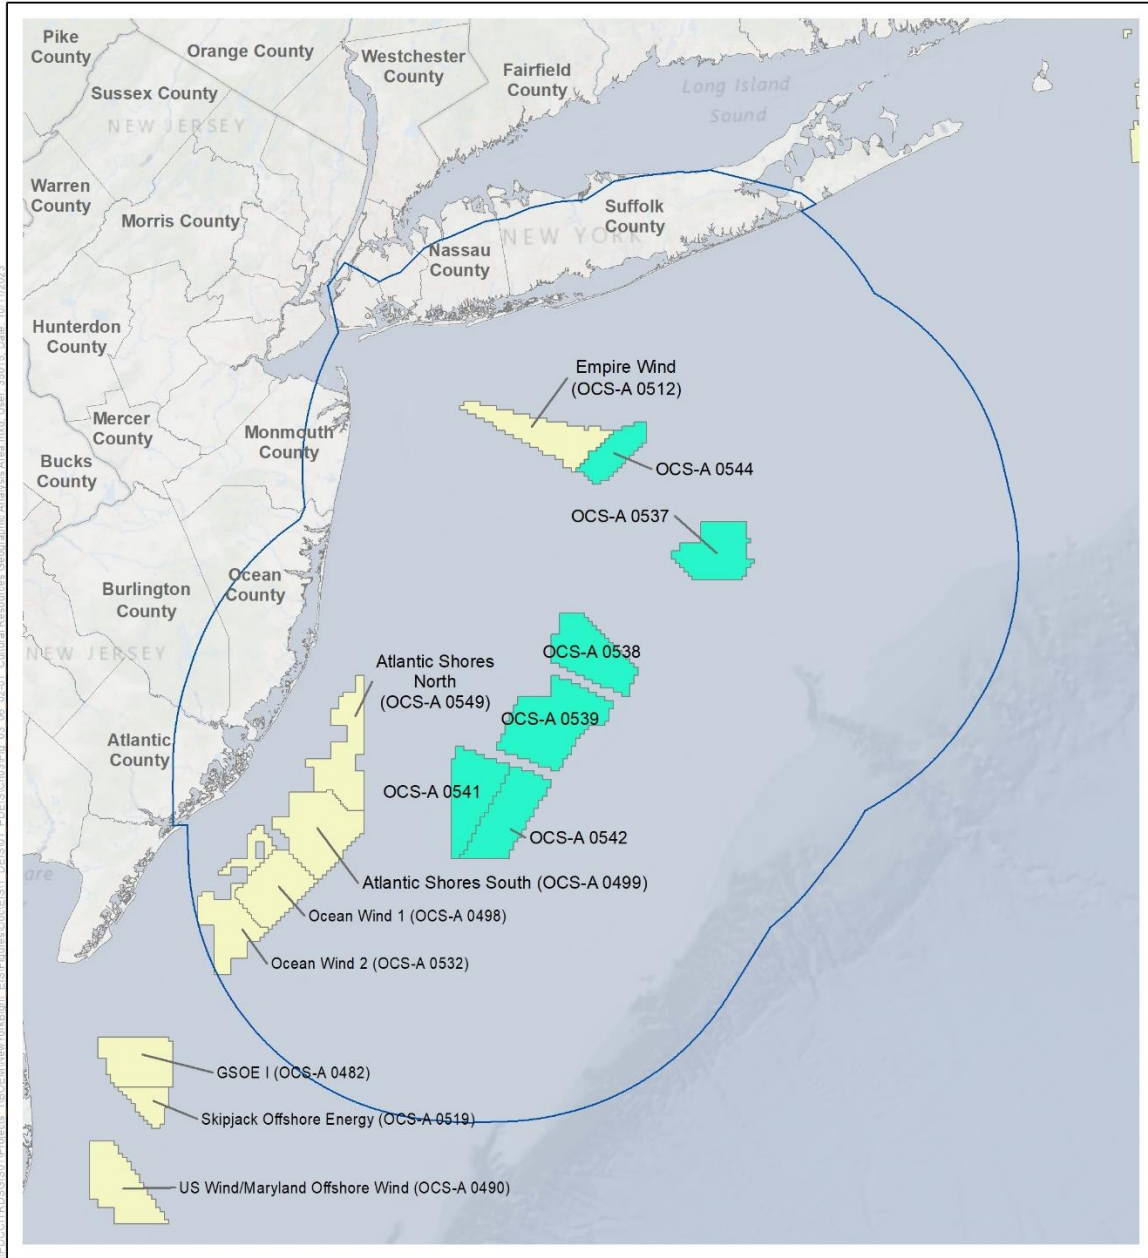 Pike
County
Orange County
Westchester
County
Fairfield
County
Long Island
Sound
Sussex County
NEW JERSEY
Warren
County
Morris County
Suffolk
County
NEW YORK
Nassau
County
Hunterdon
County
Empire Wind
(OCS-A 0512)
Mercer
County
Monmouth
County
Bucks
County
OCS-A 0544
OCS-A 0537
Ocean
County
Burlington
County
NEW JERSEY
OCS-A 0538
Atlantic Shores
North
(OCS-A 0549)
OCS-A 0539
Atlantic
County
OCS-A 0541
OCS-A 0542
Atlantic Shores South (OCS-A 0499)
Ocean Wind 1 (OCS-A 0498)
Ocean Wind 2 (OCS-A 0532)
GSOE I (OCS-A 0482)
Skipjack Offshore Energy (OCS-A 0519)
US Wind/Maryland Offshore Wind (OCS-A 0490)